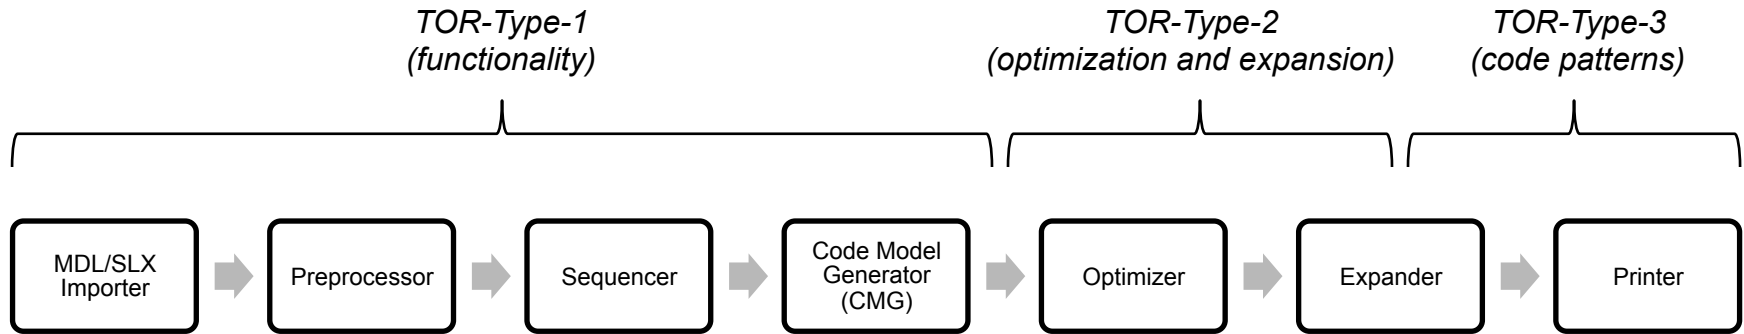 TOR-Type-1
(functionality)
TOR-Type-2
(optimization and expansion)
TOR-Type-3
(code patterns)
MDL/SLX
Importer
Preprocessor
Sequencer
Code Model
Generator
(CMG)
Optimizer
Expander
Printer